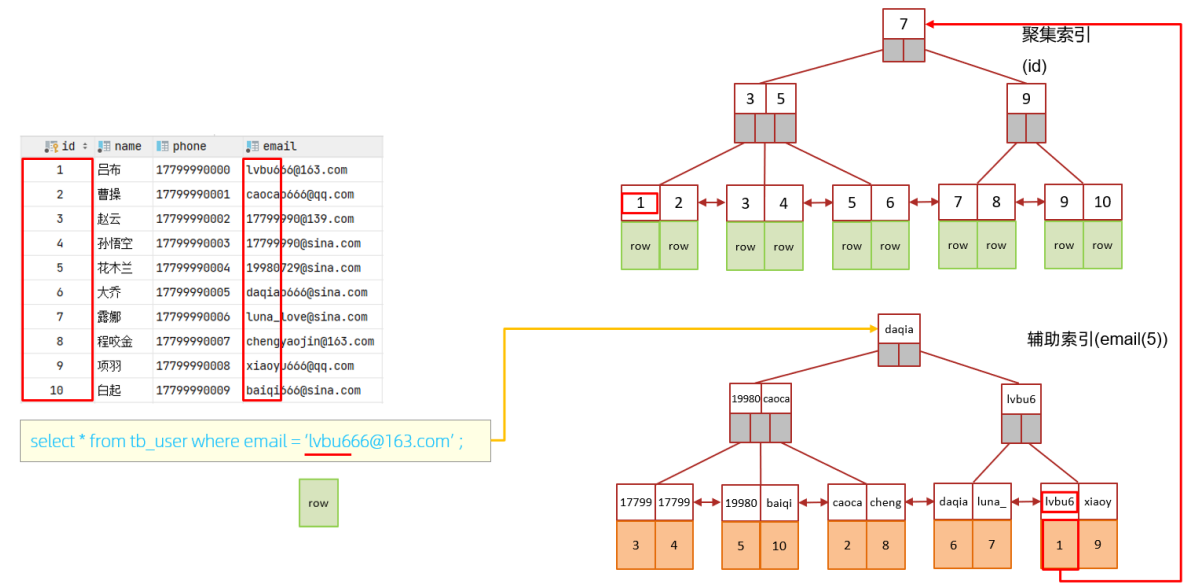 7
聚集索引
(id)
3 5
9
1 2 3 4 5 6 7 8 9 10
row row row row row row row row row row
id name phone email
1 吕布 17799990000 lvbu666@163.com
2 曹操 17799990001 caocao666@qq.com
3 赵云 17799990002 17799990@139.com
4 孙悟空 17799990003 17799990@sina.com
5 花木兰 17799990004 19980729@sina.com
6 大乔 17799990005 daqiao666@sina.com
7 露娜 17799990006 luna_love@sina.com
8 程咬金 17799990007 chengyaojin@163.com
9 项羽 17799990008 xiaoyu666@qq.com
10 白起 17799990009 baiqi666@sina.com
select * from tb_user where email = 'lvbu666@163.com' ;
row
daqia
辅助索引(email(5))
19980 caoca
lvbu6
17799 17799 19980 baiqi caoca cheng daqia luna_ lvbu6 xiaoy
3 4 5 10 2 8 6 7 1 9